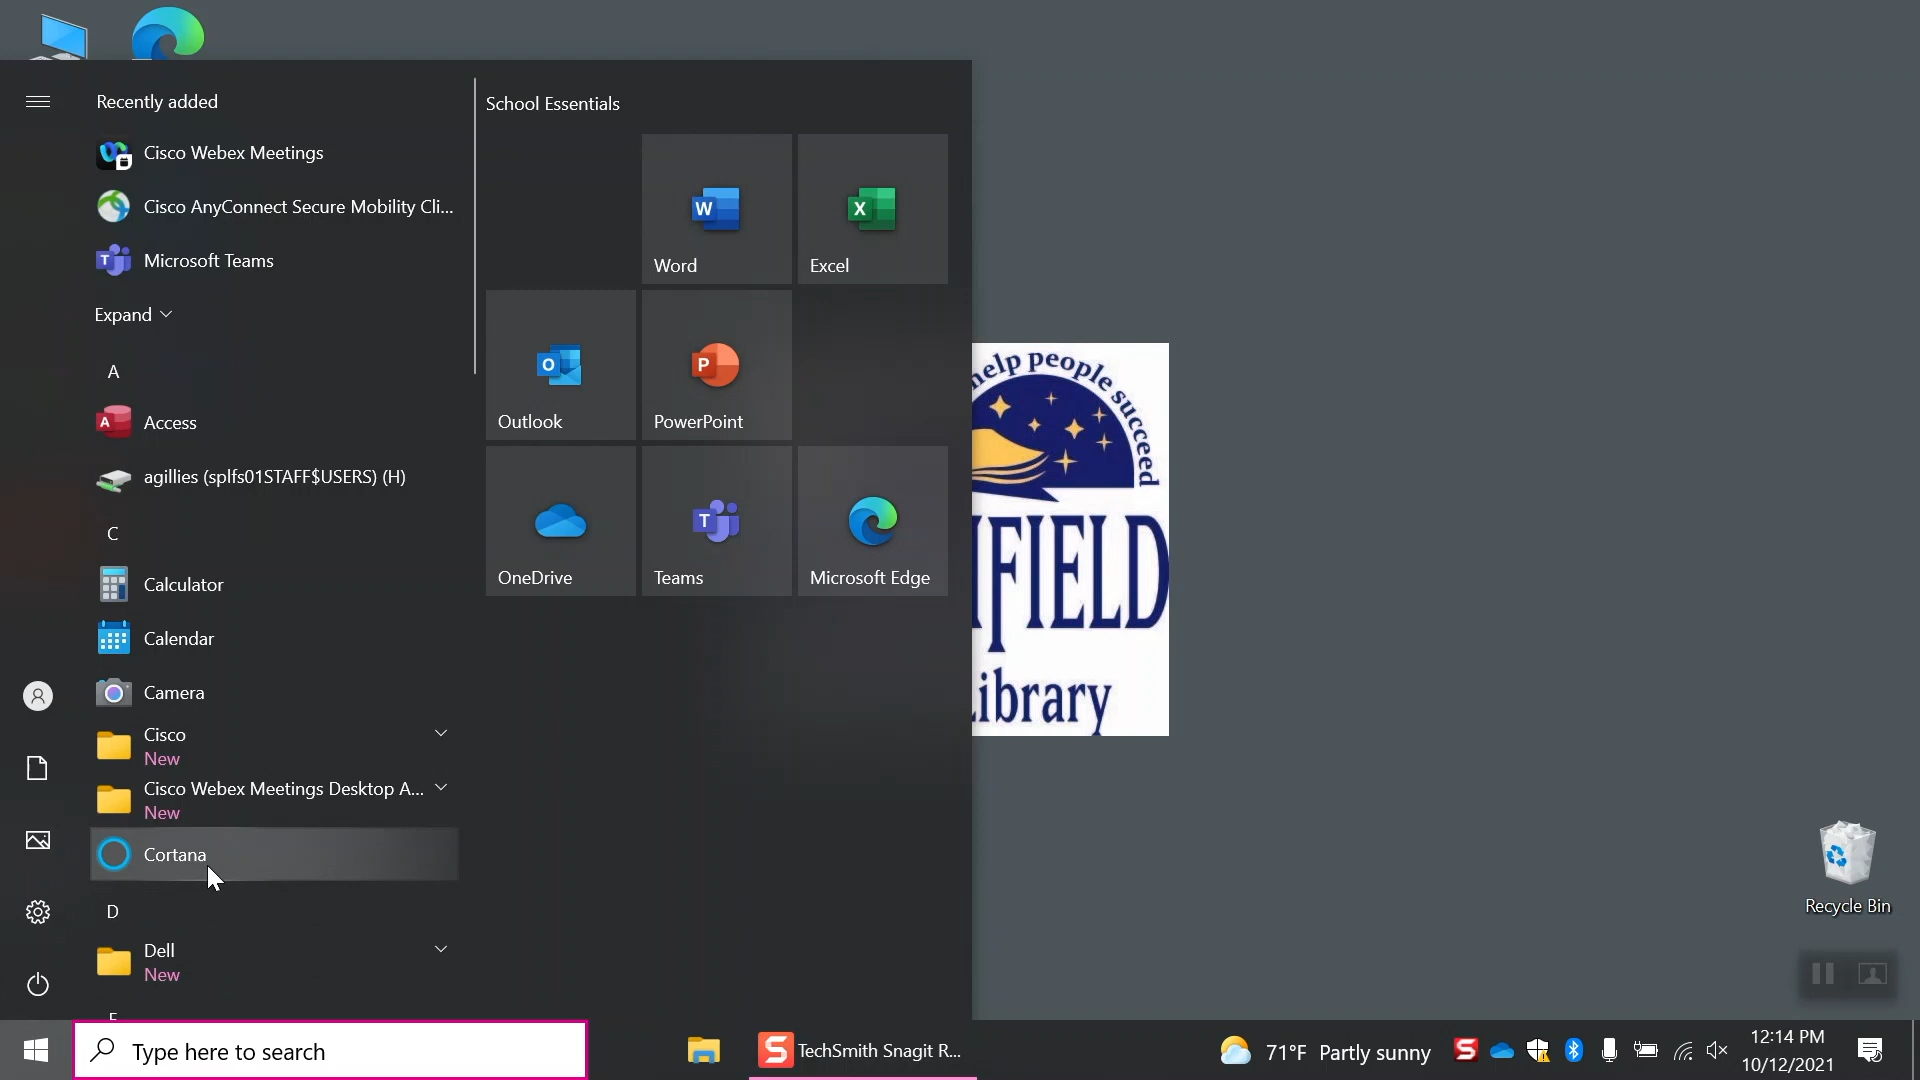 Recently added
Cisco Webex Meetings
Cisco AnyConnect Secure Mobility Cli...
Microsoft Teams
Expand
A
Access
agillies (splfs01STAFF$USERS) (H)
C
Calculator
Calendar
Camera
Cisco
New
Cisco Webex Meetings Desktop A...
New
Cortana
D
Dell
New
School Essentials
Word
Excel
Outlook
PowerPoint
OneDrive
Teams
Microsoft Edge
help people succeed
FIELD
ibrary
Recycle Bin
Type here to search
TechSmith Snagit R...
71°F Partly sunny
12:14 PM
10/12/2021